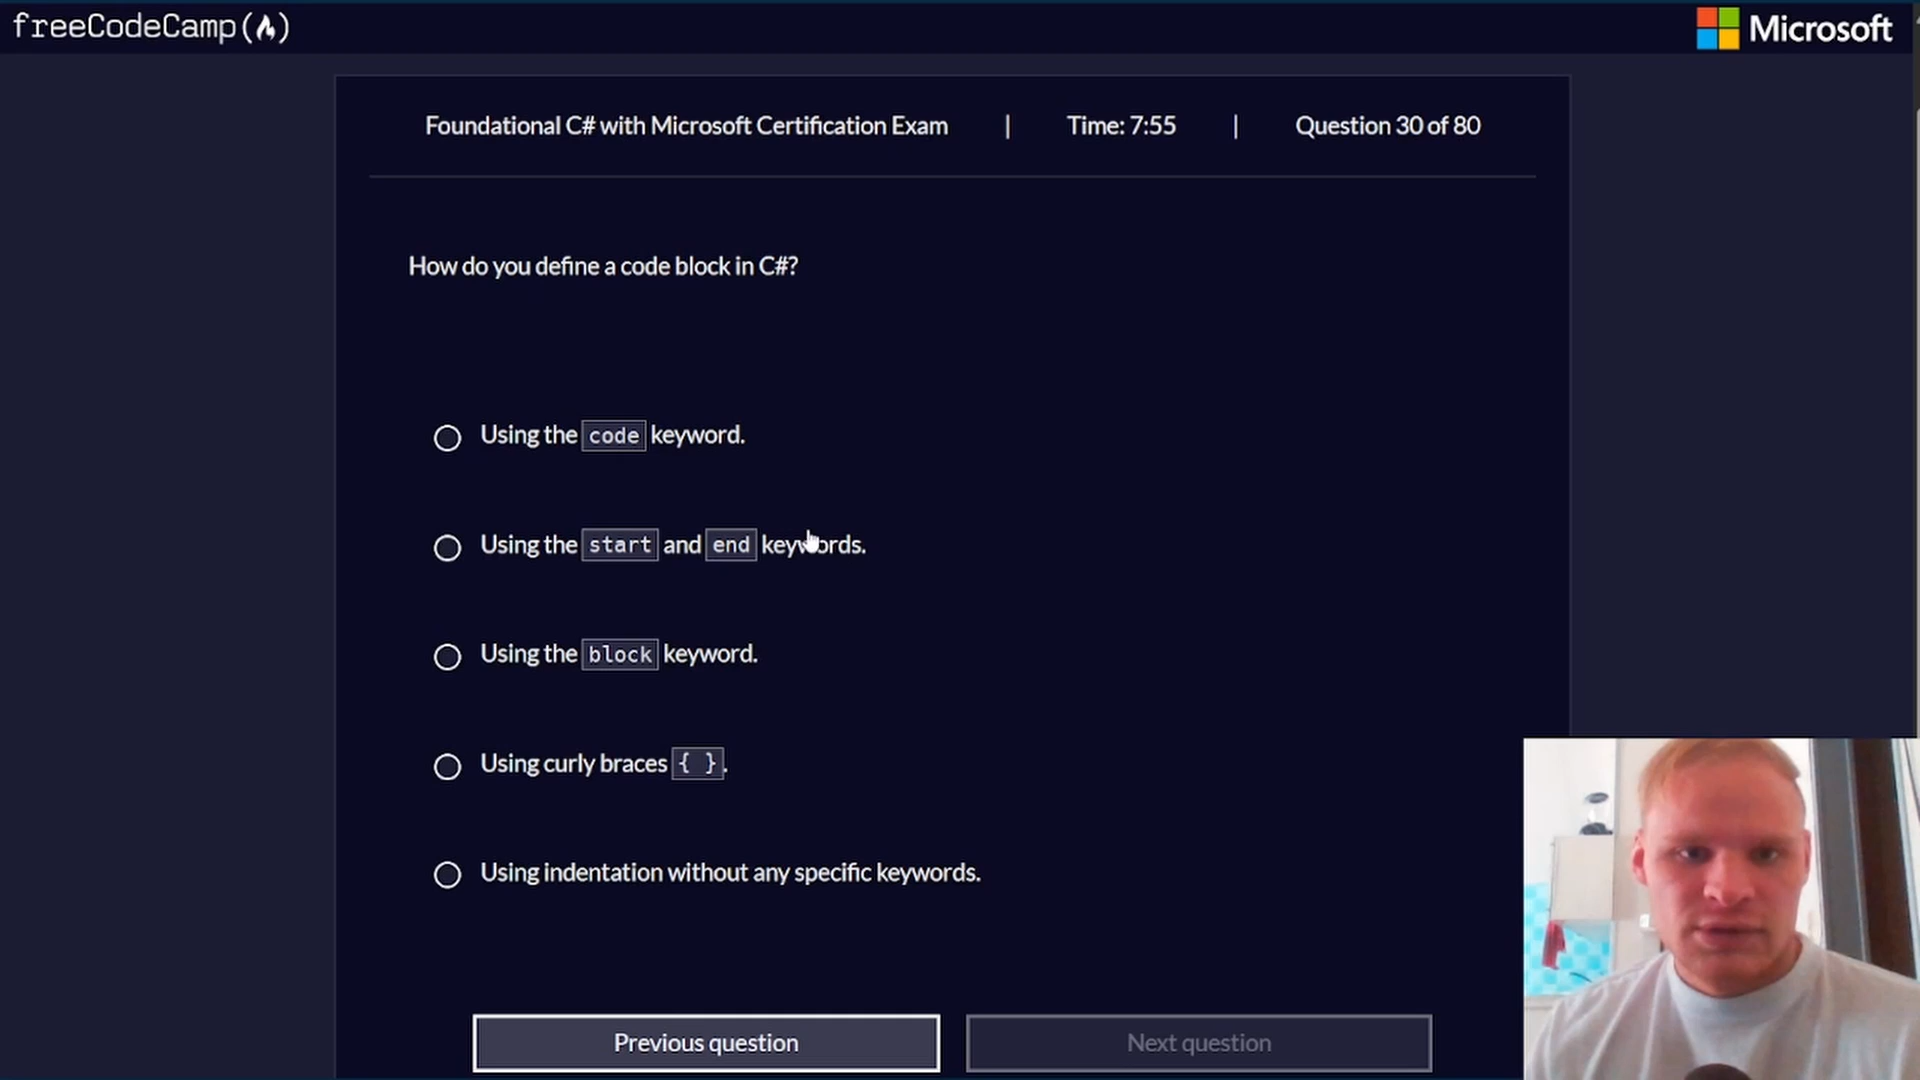 freeCodeCamp(🔥)
Microsoft
Foundational C# with Microsoft Certification Exam | Time: 7:55 | Question 30 of 80
How do you define a code block in C#?
Using the code keyword.
Using the start and end keywords.
Using the block keyword.
Using curly braces { }.
Using indentation without any specific keywords.
Previous question
Next question